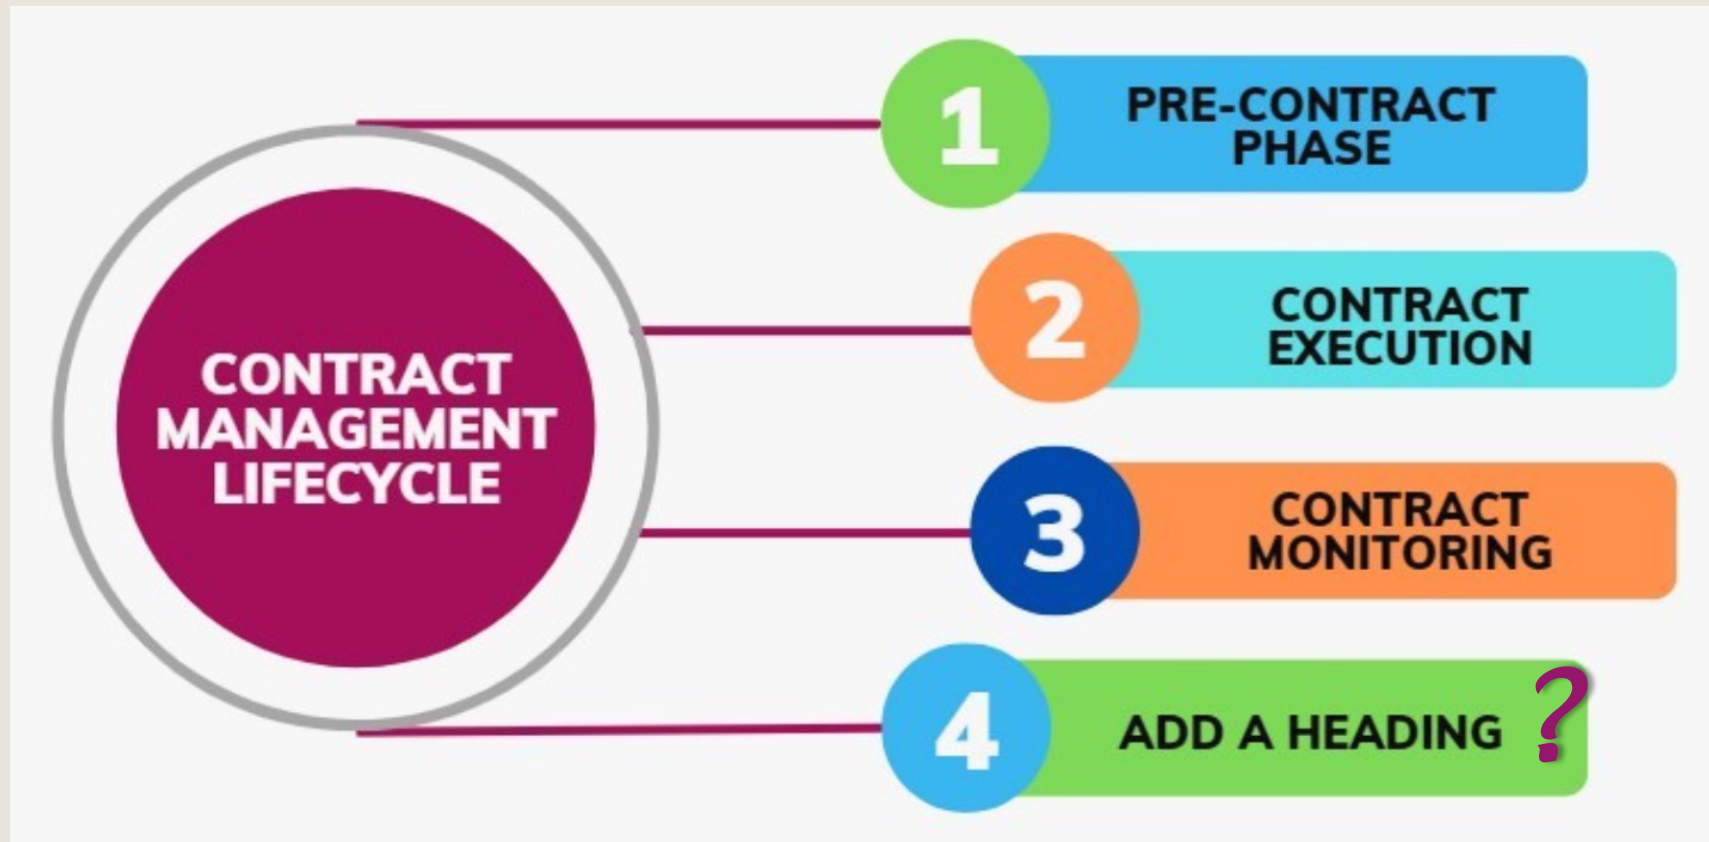 CONTRACT
MANAGEMENT
LIFECYCLE
1
PRE-CONTRACT
PHASE
2
CONTRACT
EXECUTION
3
CONTRACT
MONITORING
4
ADD A HEADING ?